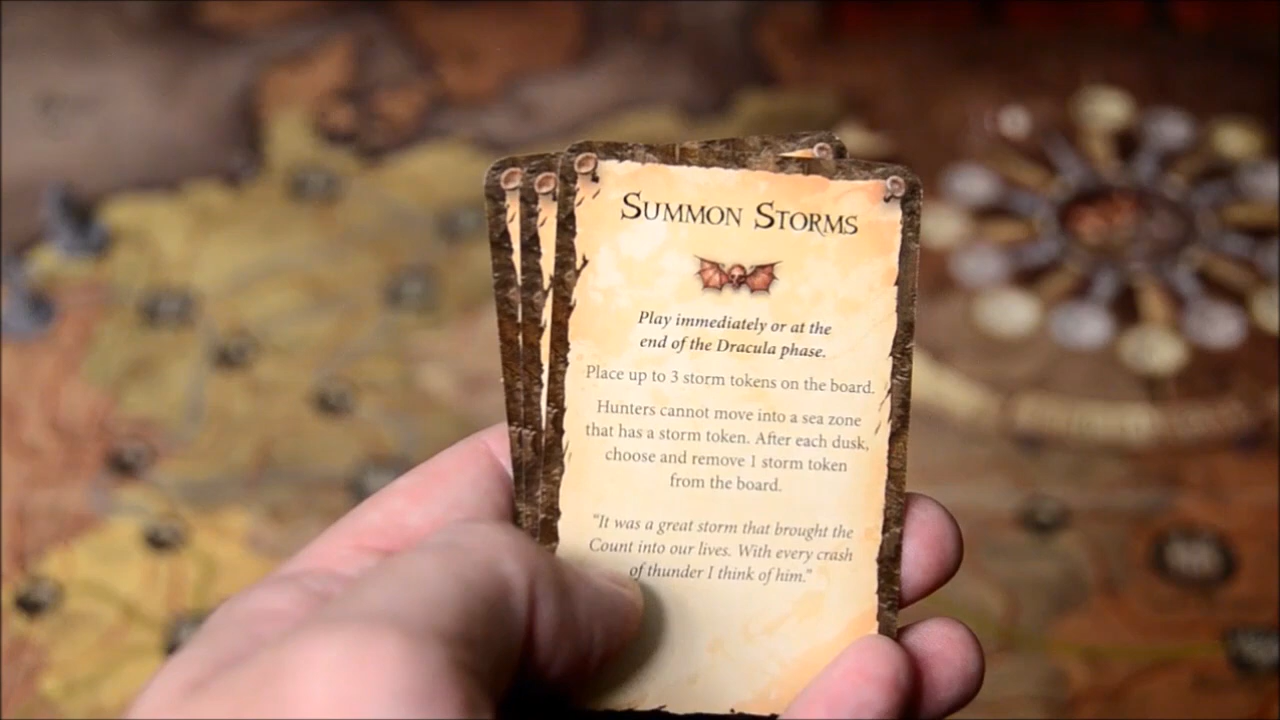 SUMMON STORMS
Play immediately or at the
end of the Dracula phase.
Place up to 3 storm tokens on the board.
Hunters cannot move into a sea zone
that has a storm token. After each dusk,
choose and remove 1 storm token
from the board.
"It was a great storm that brought the
Count into our lives. With every crash
of thunder I think of him."